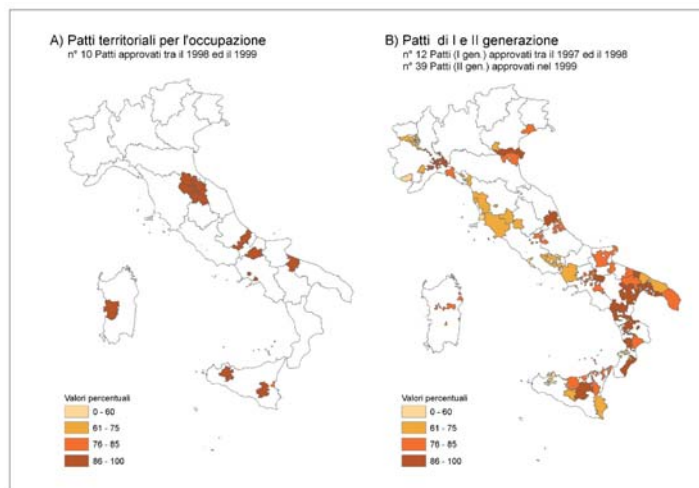 A) Patti territoriali per l'occupazione
n° 10 Patti approvati tra il 1998 ed il 1999
B) Patti di I e II generazione
n° 12 Patti (I gen.) approvati tra il 1997 ed il 1998
n° 39 Patti (II gen.) approvati nel 1999
Valori percentuali
0 - 60
61 - 75
76 - 85
86 - 100
Valori percentuali
0 - 60
61 - 75
76 - 85
86 - 100